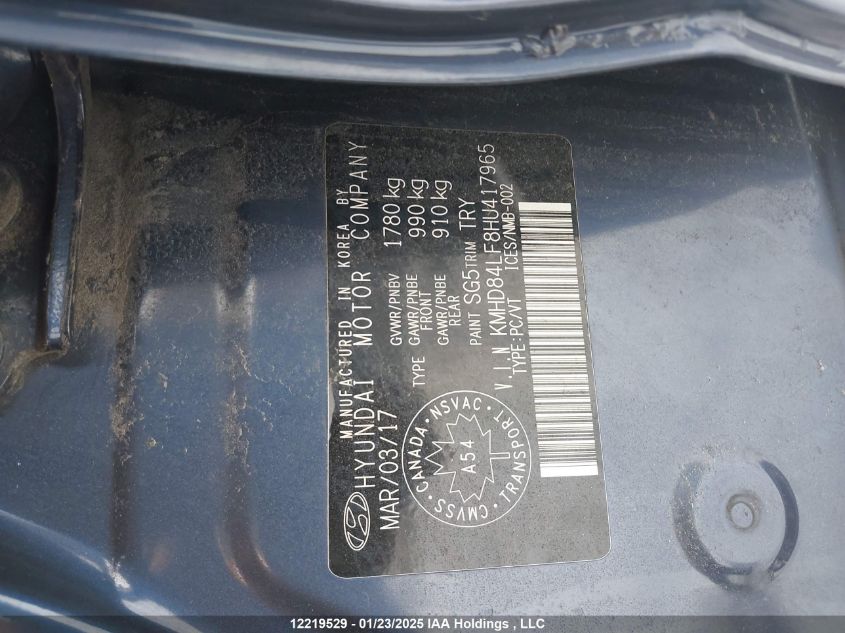 MANUFACTURED IN KOREA BY
HYUNDAI MOTOR COMPANY
MAR/03/17
GVWR/PNBV 1780 kg
TYPE GAWR/PNBE FRONT 990 kg
GAWR/PNBE REAR 910 kg
PAINT SG5 TRIM TRY
V.I.N KMHD84LF8HU417965
TYPE:PC/VT ICES/NMB-002
CANADA · NSVAC · TRANSPORT · CMVSS ·
A54
12219529 - 01/23/2025 IAA Holdings , LLC